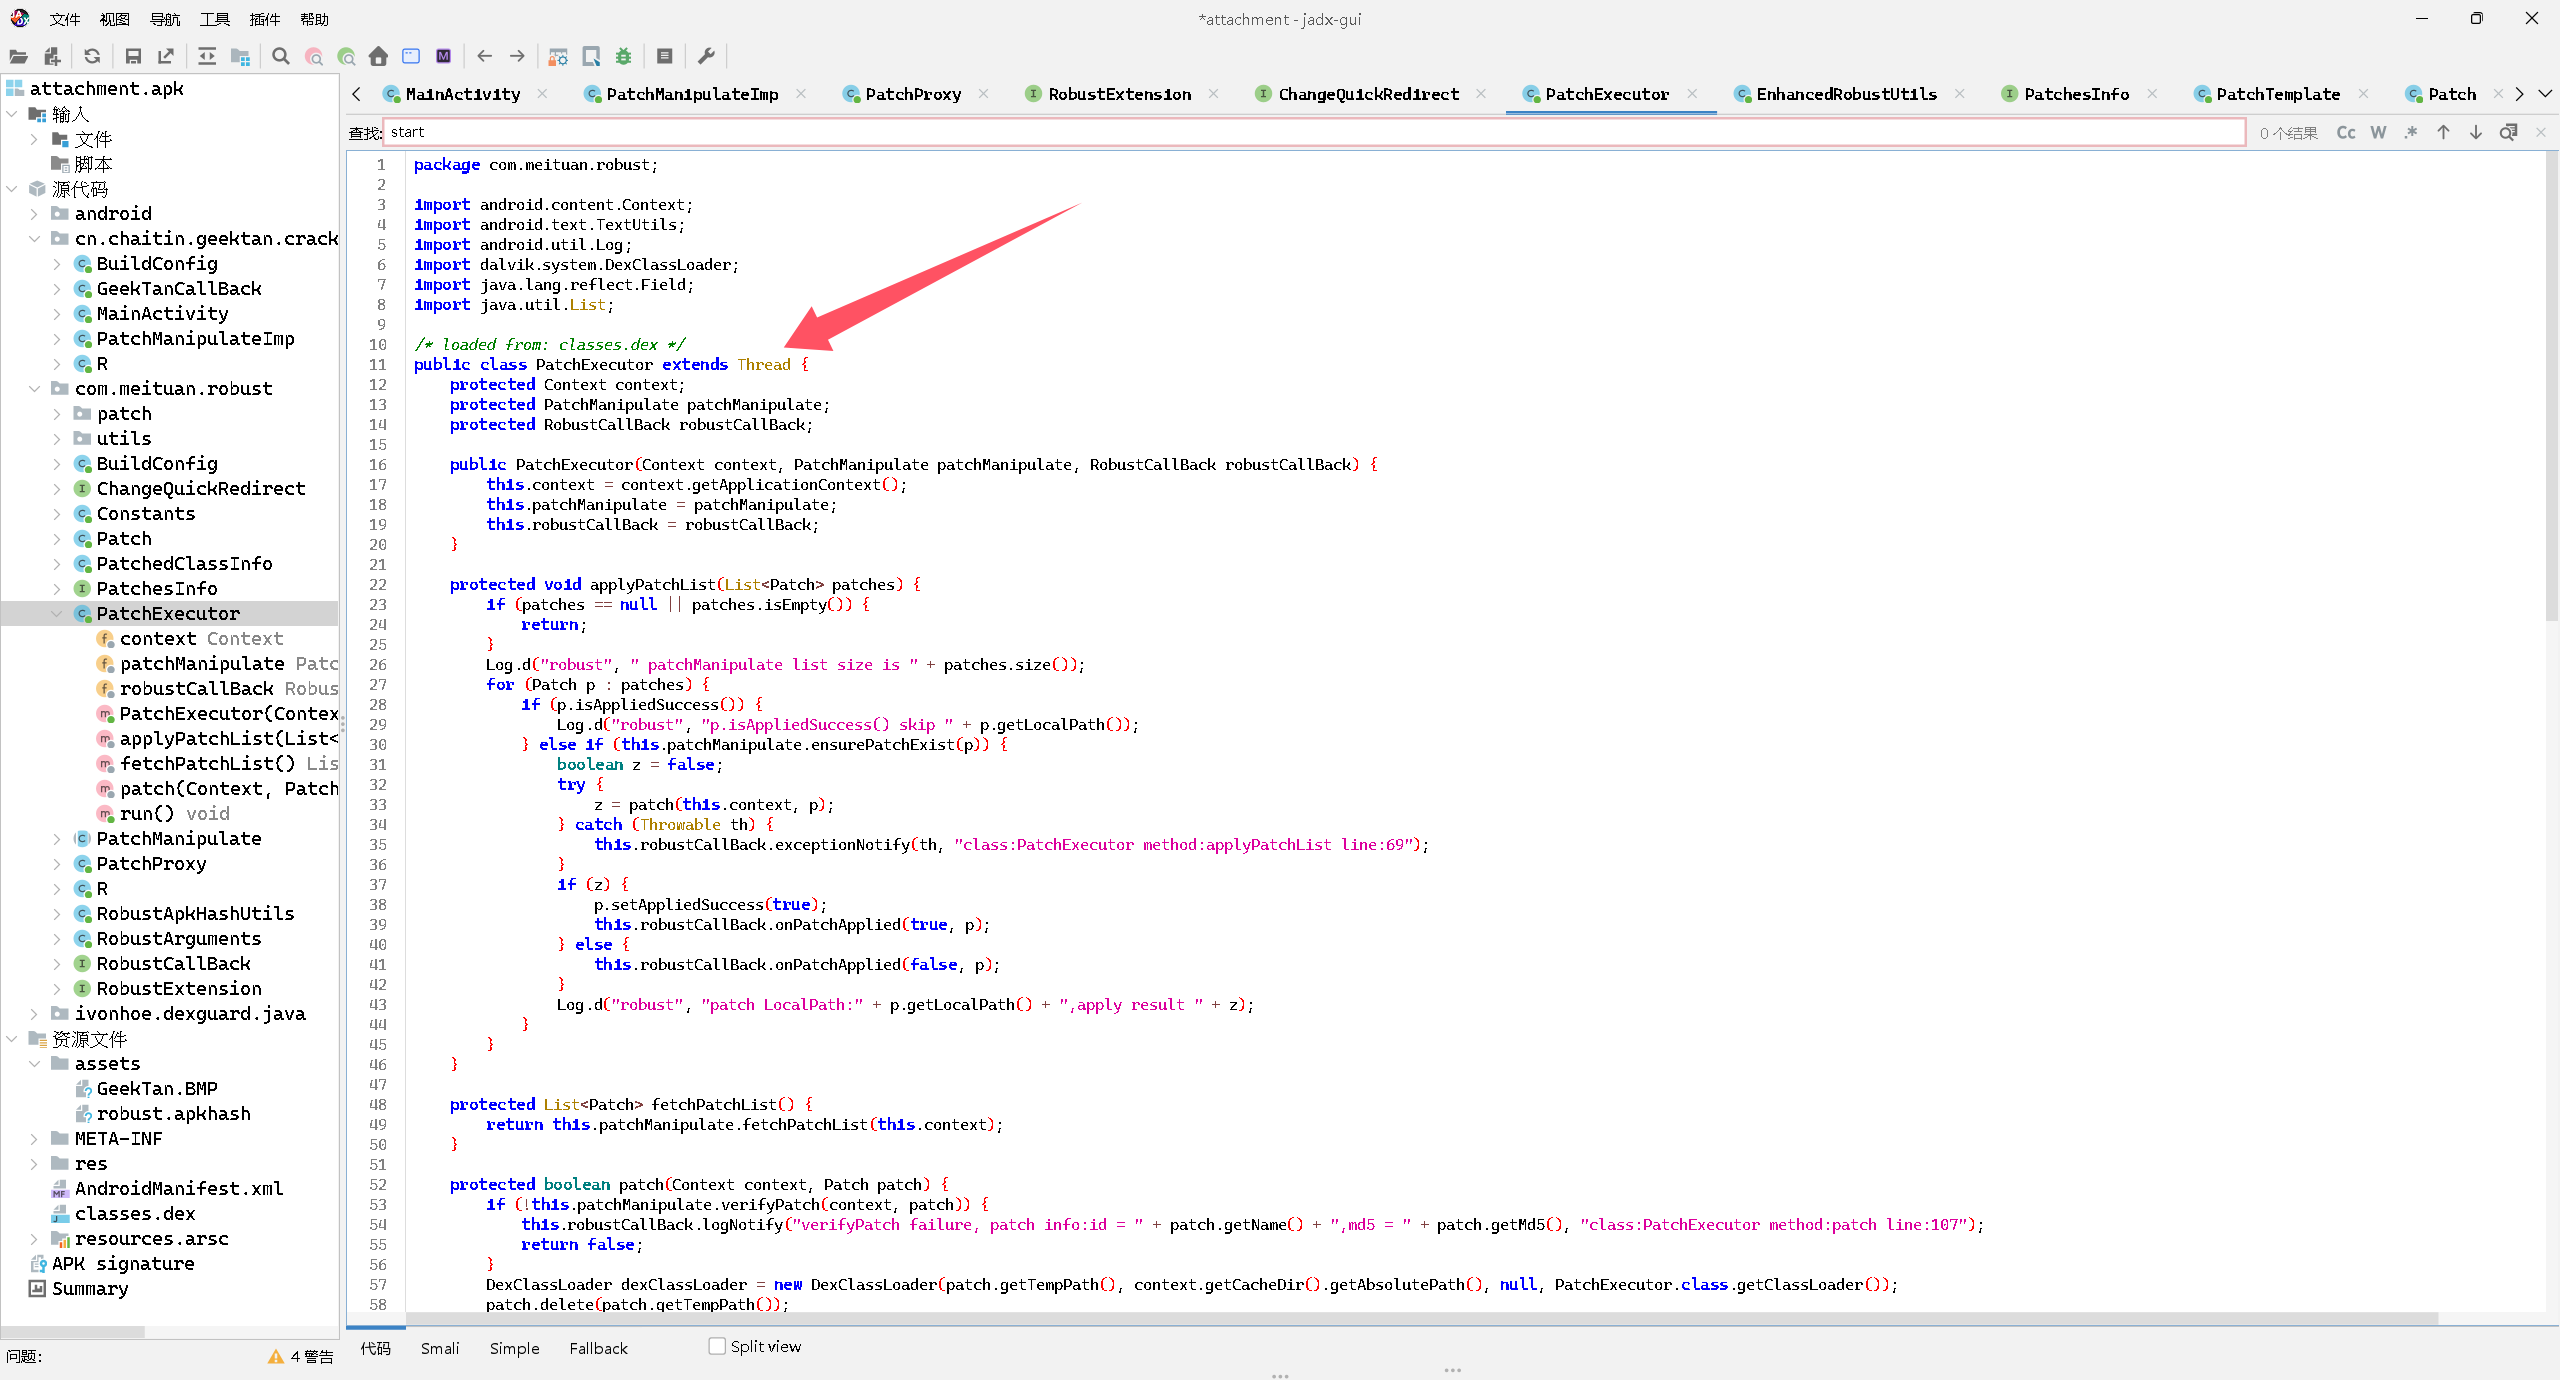 文件 视图 导航 工具 插件 帮助
*attachment - jadx-gui
attachment.apk
输入
文件
脚本
源代码
android
cn.chaitin.geektan.crack
BuildConfig
GeekTanCallBack
MainActivity
PatchManipulateImp
R
com.meituan.robust
patch
utils
BuildConfig
ChangeQuickRedirect
Constants
Patch
PatchedClassInfo
PatchesInfo
PatchExecutor
context Context
patchManipulate Patc
robustCallBack Robus
PatchExecutor(Contex
applyPatchList(List<
fetchPatchList() Lis
patch(Context, Patch
run() void
PatchManipulate
PatchProxy
R
RobustApkHashUtils
RobustArguments
RobustCallBack
RobustExtension
ivonhoe.dexguard.java
资源文件
assets
GeekTan.BMP
robust.apkhash
META-INF
res
AndroidManifest.xml
classes.dex
resources.arsc
APK signature
Summary
问题:
4 警告
MainActivity PatchManipulateImp PatchProxy RobustExtension ChangeQuickRedirect PatchExecutor EnhancedRobustUtils PatchesInfo PatchTemplate Patch
查找: start 0 个结果 Cc W .*
1 package com.meituan.robust;
2
3 import android.content.Context;
4 import android.text.TextUtils;
5 import android.util.Log;
6 import dalvik.system.DexClassLoader;
7 import java.lang.reflect.Field;
8 import java.util.List;
9
10 /* loaded from: classes.dex */
11 public class PatchExecutor extends Thread {
12     protected Context context;
13     protected PatchManipulate patchManipulate;
14     protected RobustCallBack robustCallBack;
15
16     public PatchExecutor(Context context, PatchManipulate patchManipulate, RobustCallBack robustCallBack) {
17         this.context = context.getApplicationContext();
18         this.patchManipulate = patchManipulate;
19         this.robustCallBack = robustCallBack;
20     }
21
22     protected void applyPatchList(List<Patch> patches) {
23         if (patches == null || patches.isEmpty()) {
24             return;
25         }
26         Log.d("robust", " patchManipulate list size is " + patches.size());
27         for (Patch p : patches) {
28             if (p.isAppliedSuccess()) {
29                 Log.d("robust", "p.isAppliedSuccess() skip " + p.getLocalPath());
30             } else if (this.patchManipulate.ensurePatchExist(p)) {
31                 boolean z = false;
32                 try {
33                     z = patch(this.context, p);
34                 } catch (Throwable th) {
35                     this.robustCallBack.exceptionNotify(th, "class:PatchExecutor method:applyPatchList line:69");
36                 }
37                 if (z) {
38                     p.setAppliedSuccess(true);
39                     this.robustCallBack.onPatchApplied(true, p);
40                 } else {
41                     this.robustCallBack.onPatchApplied(false, p);
42                 }
43                 Log.d("robust", "patch LocalPath:" + p.getLocalPath() + ",apply result " + z);
44             }
45         }
46     }
47
48     protected List<Patch> fetchPatchList() {
49         return this.patchManipulate.fetchPatchList(this.context);
50     }
51
52     protected boolean patch(Context context, Patch patch) {
53         if (!this.patchManipulate.verifyPatch(context, patch)) {
54             this.robustCallBack.logNotify("verifyPatch failure, patch info:id = " + patch.getName() + ",md5 = " + patch.getMd5(), "class:PatchExecutor method:patch line:107");
55             return false;
56         }
57         DexClassLoader dexClassLoader = new DexClassLoader(patch.getTempPath(), context.getCacheDir().getAbsolutePath(), null, PatchExecutor.class.getClassLoader());
58         patch.delete(patch.getTempPath());
代码 Smali Simple Fallback Split view